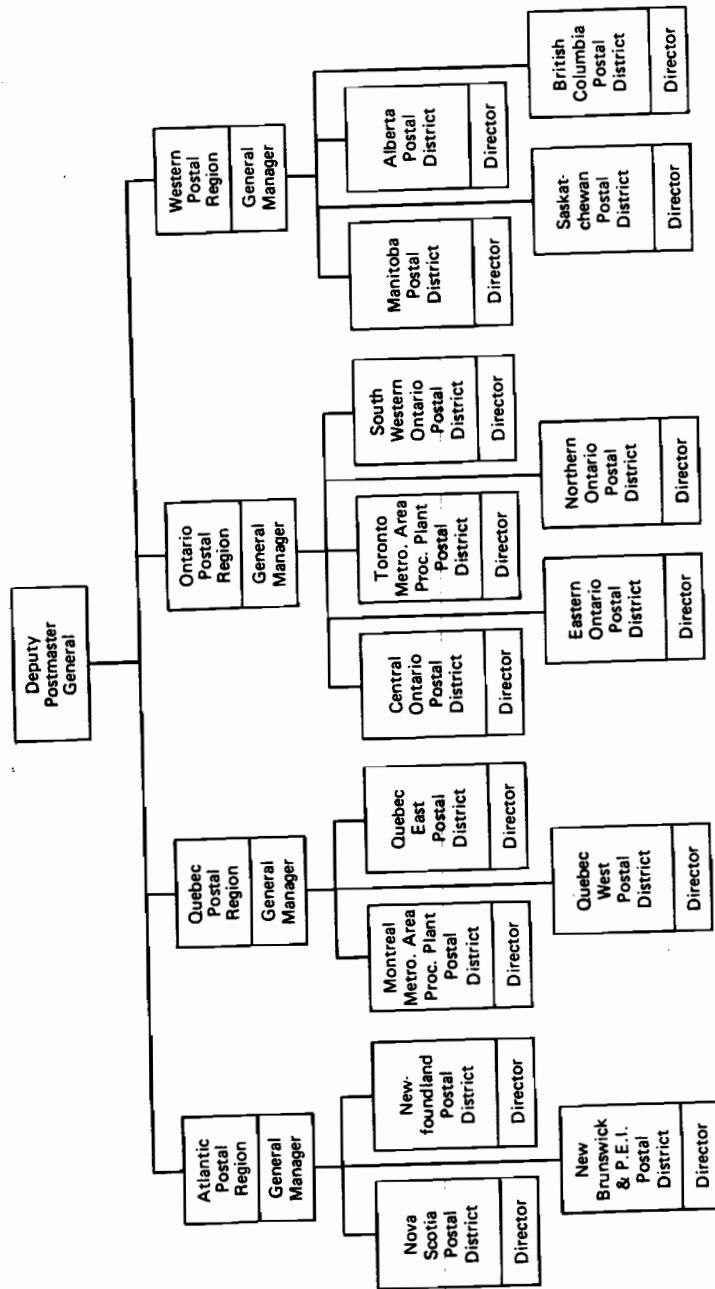 Deputy
Postmaster
General
Atlantic
Postal
Region
General
Manager
Quebec
Postal
Region
General
Manager
Ontario
Postal
Region
General
Manager
Western
Postal
Region
General
Manager
Nova
Scotia
Postal
District
Director
New-
foundland
Postal
District
Director
New
Brunswick
& P.E.I.
Postal
District
Director
Montreal
Metro. Area
Proc. Plant
Postal
District
Director
Quebec
East
Postal
District
Director
Quebec
West
Postal
District
Director
Central
Ontario
Postal
District
Director
Toronto
Metro. Area
Proc. Plant
Postal
District
Director
South
Western
Ontario
Postal
District
Director
Eastern
Ontario
Postal
District
Director
Northern
Ontario
Postal
District
Director
Manitoba
Postal
District
Director
Alberta
Postal
District
Director
Saskat-
chewan
Postal
District
Director
British
Columbia
Postal
District
Director